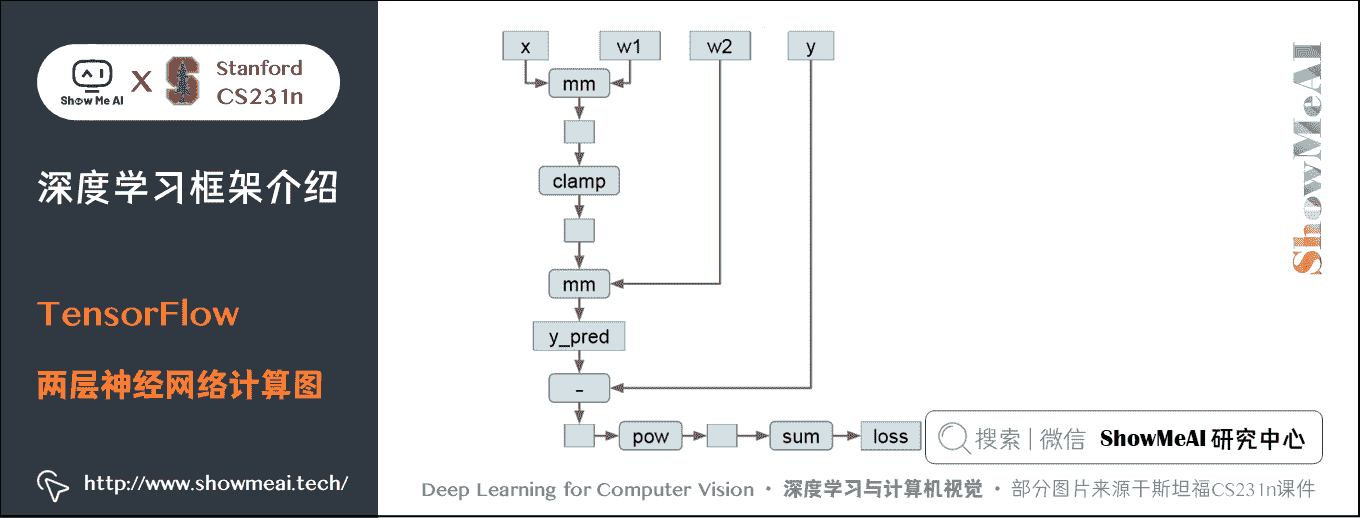 Show Me AI
X
Stanford
CS231n
深度学习框架介绍
TensorFlow
两层神经网络计算图
http://www.showmeai.tech/
x
w1
w2
y
mm
clamp
mm
y_pred
-
pow
sum
loss
搜索 | 微信 ShowMeAI 研究中心
Deep Learning for Computer Vision · 深度学习与计算机视觉 · 部分图片来源于斯坦福CS231n课件
ShowMeAI